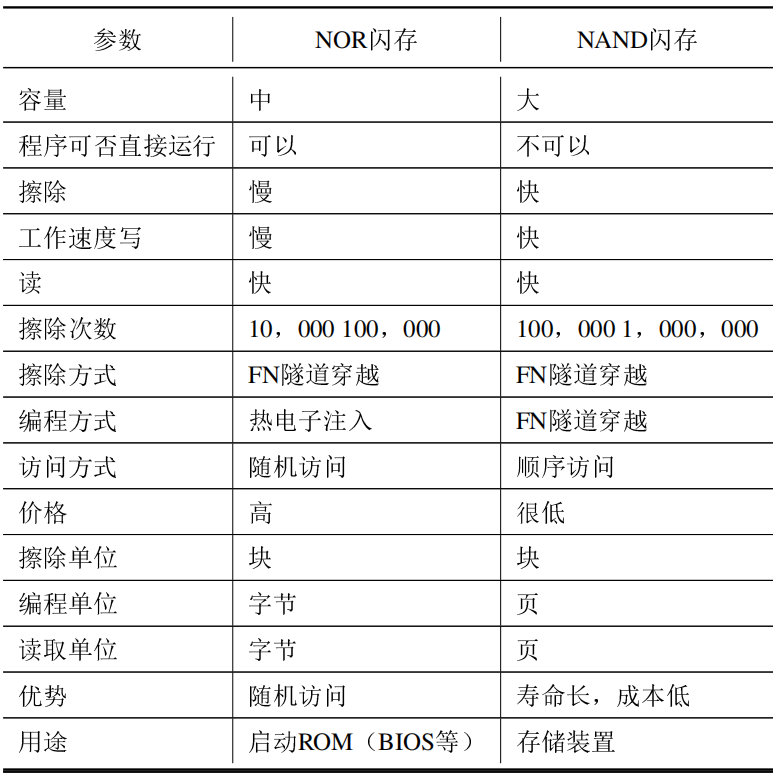 参数 NOR闪存 NAND闪存
容量 中 大
程序可否直接运行 可以 不可以
擦除 慢 快
工作速度写 慢 快
读 快 快
擦除次数 10，000 100，000 100，000 1，000，000
擦除方式 FN隧道穿越 FN隧道穿越
编程方式 热电子注入 FN隧道穿越
访问方式 随机访问 顺序访问
价格 高 很低
擦除单位 块 块
编程单位 字节 页
读取单位 字节 页
优势 随机访问 寿命长，成本低
用途 启动ROM（BIOS等） 存储装置